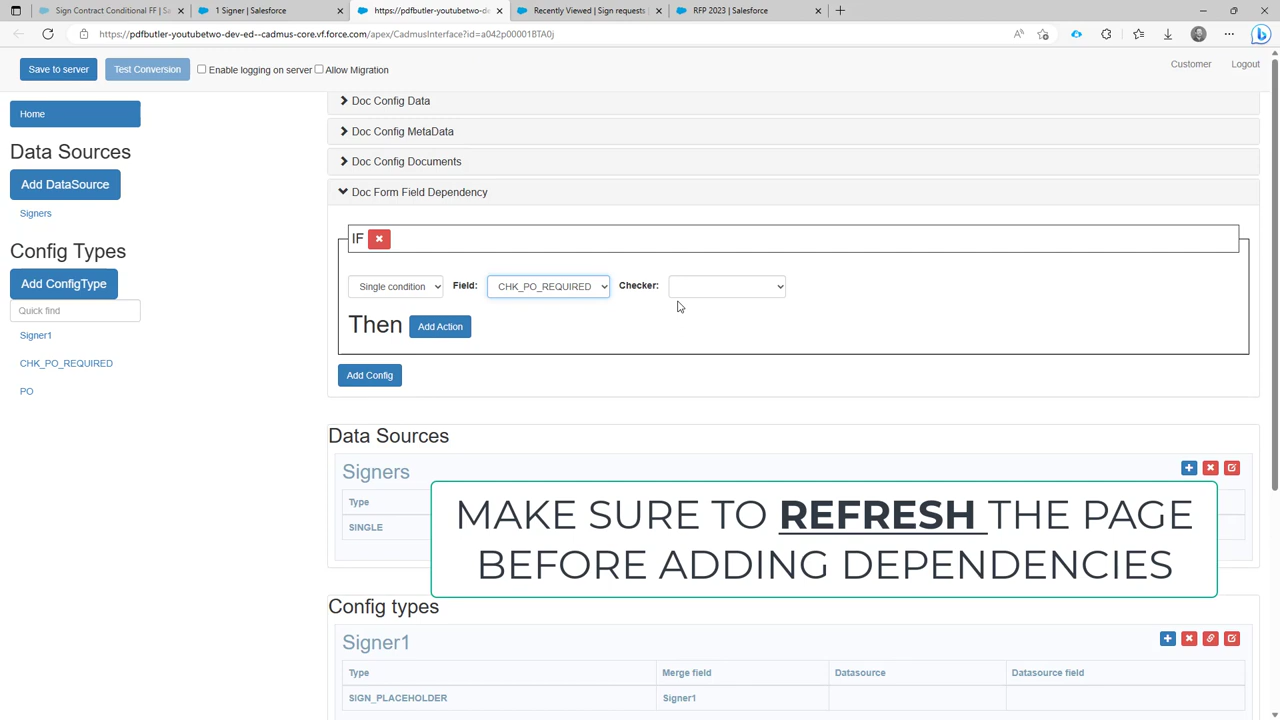 Sign Contract Conditional FF | Sa
1 Signer | Salesforce
https://pdfbutler-youtubetwo-de
Recently Viewed | Sign requests
RFP 2023 | Salesforce
https://pdfbutler-youtubetwo-dev-ed--cadmus-core.vf.force.com/apex/CadmusInterface?id=a042p00001BTA0j
Save to server
Test Conversion
Enable logging on server
Allow Migration
Customer
Logout
Home
Data Sources
Add DataSource
Signers
Config Types
Add ConfigType
Quick find
Signer1
CHK_PO_REQUIRED
PO
Doc Config Data
Doc Config MetaData
Doc Config Documents
Doc Form Field Dependency
IF
Single condition
Field:
CHK_PO_REQUIRED
Checker:
Then
Add Action
Add Config
Data Sources
Signers
Type
SINGLE
MAKE SURE TO REFRESH THE PAGE
BEFORE ADDING DEPENDENCIES
Config types
Signer1
Type Merge field Datasource Datasource field
SIGN_PLACEHOLDER Signer1